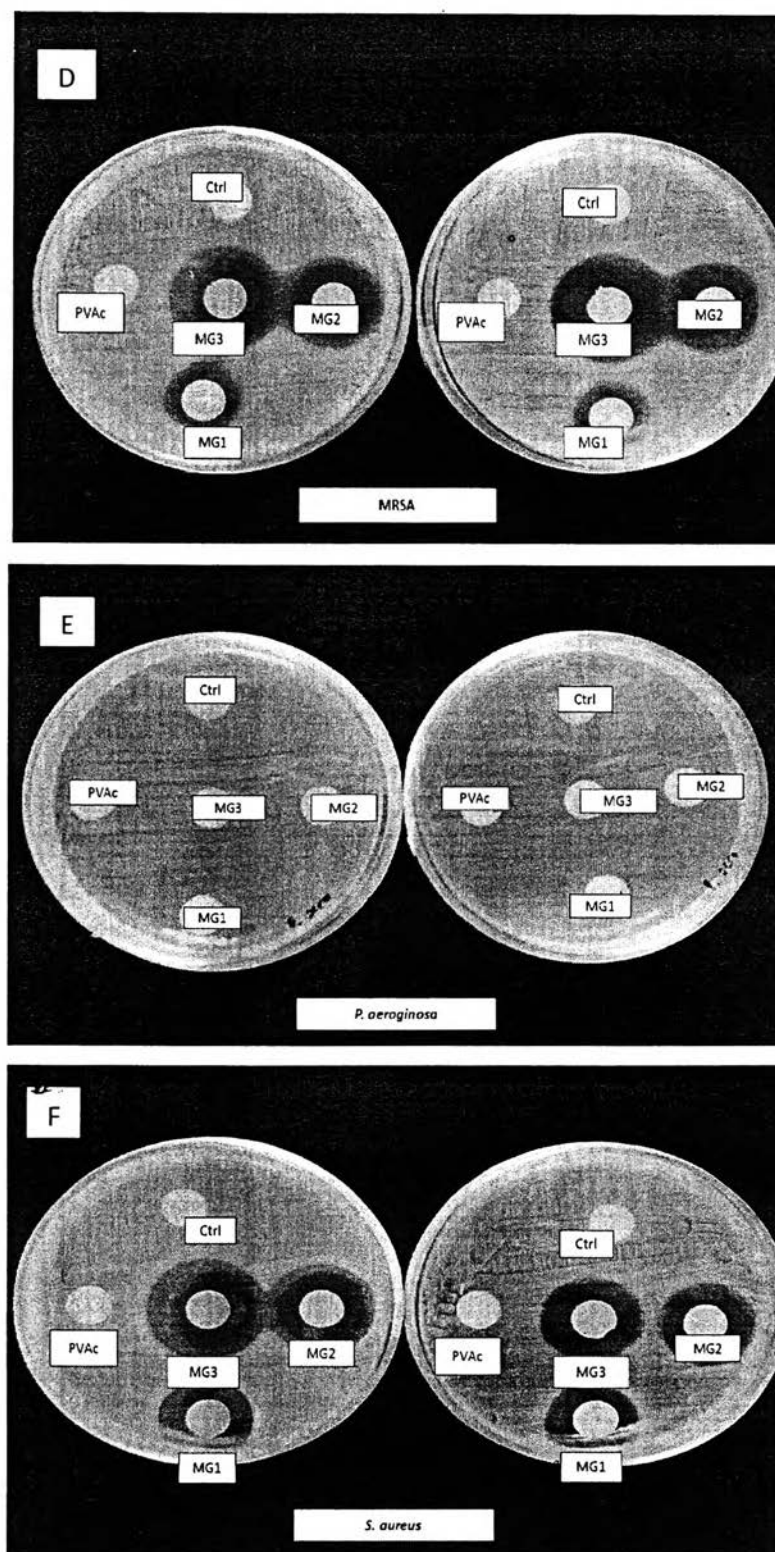 D
Ctrl
Ctrl
PVAc
MG3
MG2
PVAc
MG3
MG2
MG1
MG1
MRSA
E
Ctrl
Ctrl
PVAc
MG3
MG2
PVAc
MG3
MG2
MG1
MG1
P. aeroginosa
F
Ctrl
Ctrl
PVAc
MG3
MG2
PVAc
MG3
MG2
MG1
MG1
S. aureus